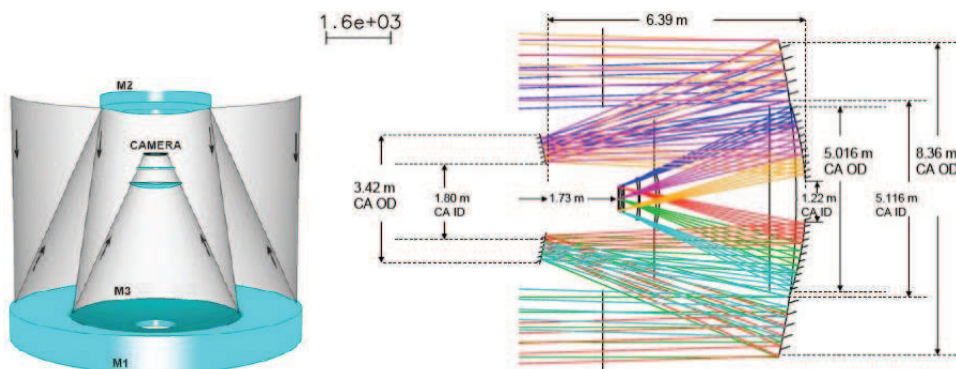 1.6e+03
M2
CAMERA
M3
M1
6.39 m
3.42 m
CA OD
1.80 m
CA ID
1.73 m
1.22 m
CA ID
5.016 m
CA OD
5.116 m
CA ID
8.36 m
CA OD